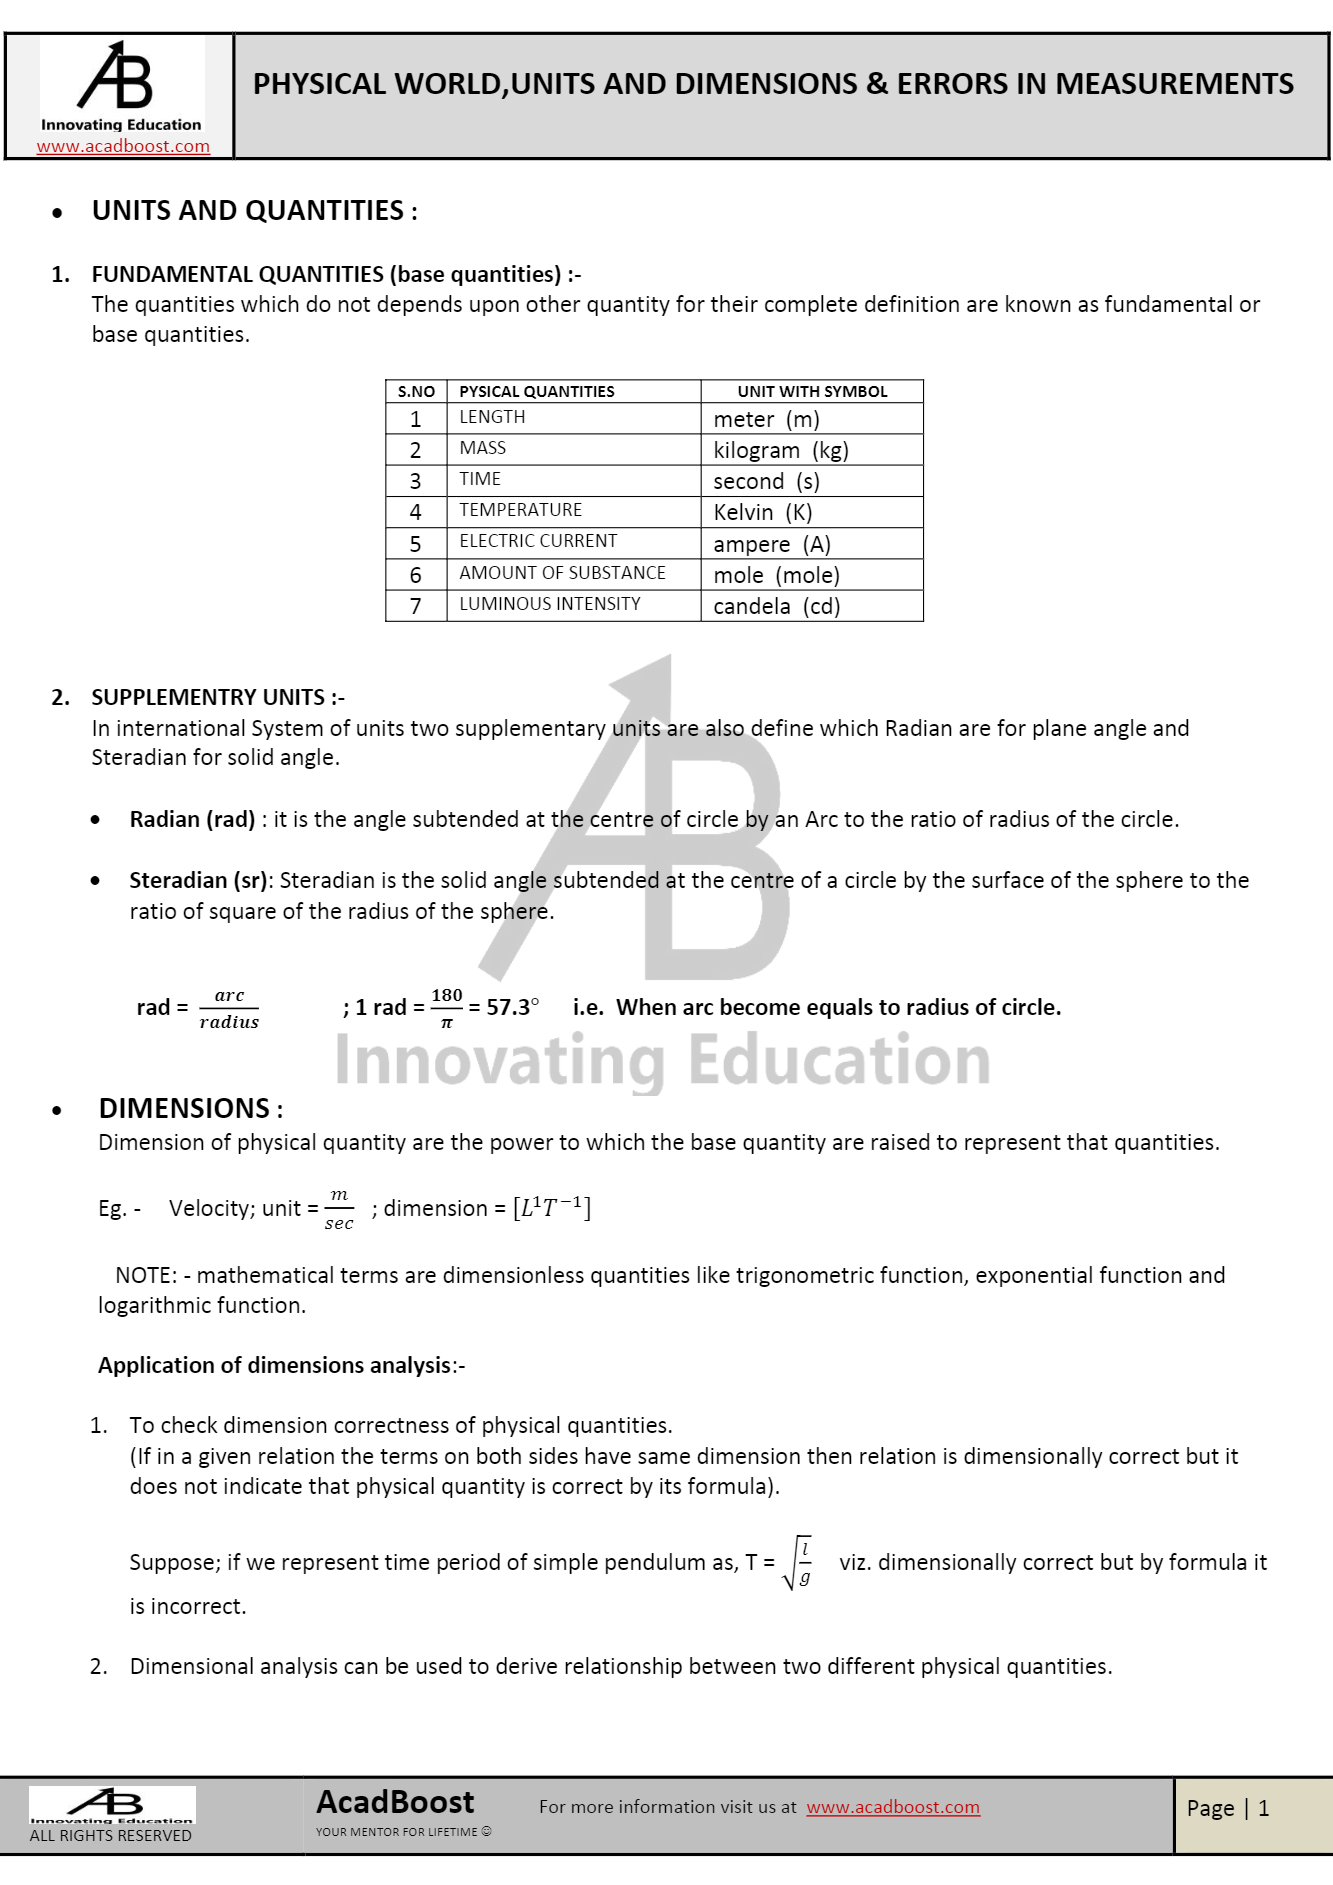 AB
Innovating Education
www.acadboost.com
PHYSICAL WORLD,UNITS AND DIMENSIONS & ERRORS IN MEASUREMENTS
• UNITS AND QUANTITIES :
1. FUNDAMENTAL QUANTITIES (base quantities) :-
The quantities which do not depends upon other quantity for their complete definition are known as fundamental or
base quantities.
S.NO PYSICAL QUANTITIES UNIT WITH SYMBOL
1 LENGTH meter (m)
2 MASS kilogram (kg)
3 TIME second (s)
4 TEMPERATURE Kelvin (K)
5 ELECTRIC CURRENT ampere (A)
6 AMOUNT OF SUBSTANCE mole (mole)
7 LUMINOUS INTENSITY candela (cd)
2. SUPPLEMENTRY UNITS :-
In international System of units two supplementary units are also define which Radian are for plane angle and
Steradian for solid angle.
• Radian (rad) : it is the angle subtended at the centre of circle by an Arc to the ratio of radius of the circle.
• Steradian (sr): Steradian is the solid angle subtended at the centre of a circle by the surface of the sphere to the
ratio of square of the radius of the sphere.
rad = arc/radius ; 1 rad = 180/π = 57.3° i.e. When arc become equals to radius of circle.
AB
Innovating Education
• DIMENSIONS :
Dimension of physical quantity are the power to which the base quantity are raised to represent that quantities.
Eg. - Velocity; unit = m/sec ; dimension = [L¹T⁻¹]
NOTE: - mathematical terms are dimensionless quantities like trigonometric function, exponential function and
logarithmic function.
Application of dimensions analysis:-
1. To check dimension correctness of physical quantities.
(If in a given relation the terms on both sides have same dimension then relation is dimensionally correct but it
does not indicate that physical quantity is correct by its formula).
Suppose; if we represent time period of simple pendulum as, T = √(l/g) viz. dimensionally correct but by formula it
is incorrect.
2. Dimensional analysis can be used to derive relationship between two different physical quantities.
AB
Innovating Education
ALL RIGHTS RESERVED
AcadBoost
YOUR MENTOR FOR LIFETIME ☺
For more information visit us at www.acadboost.com
Page | 1